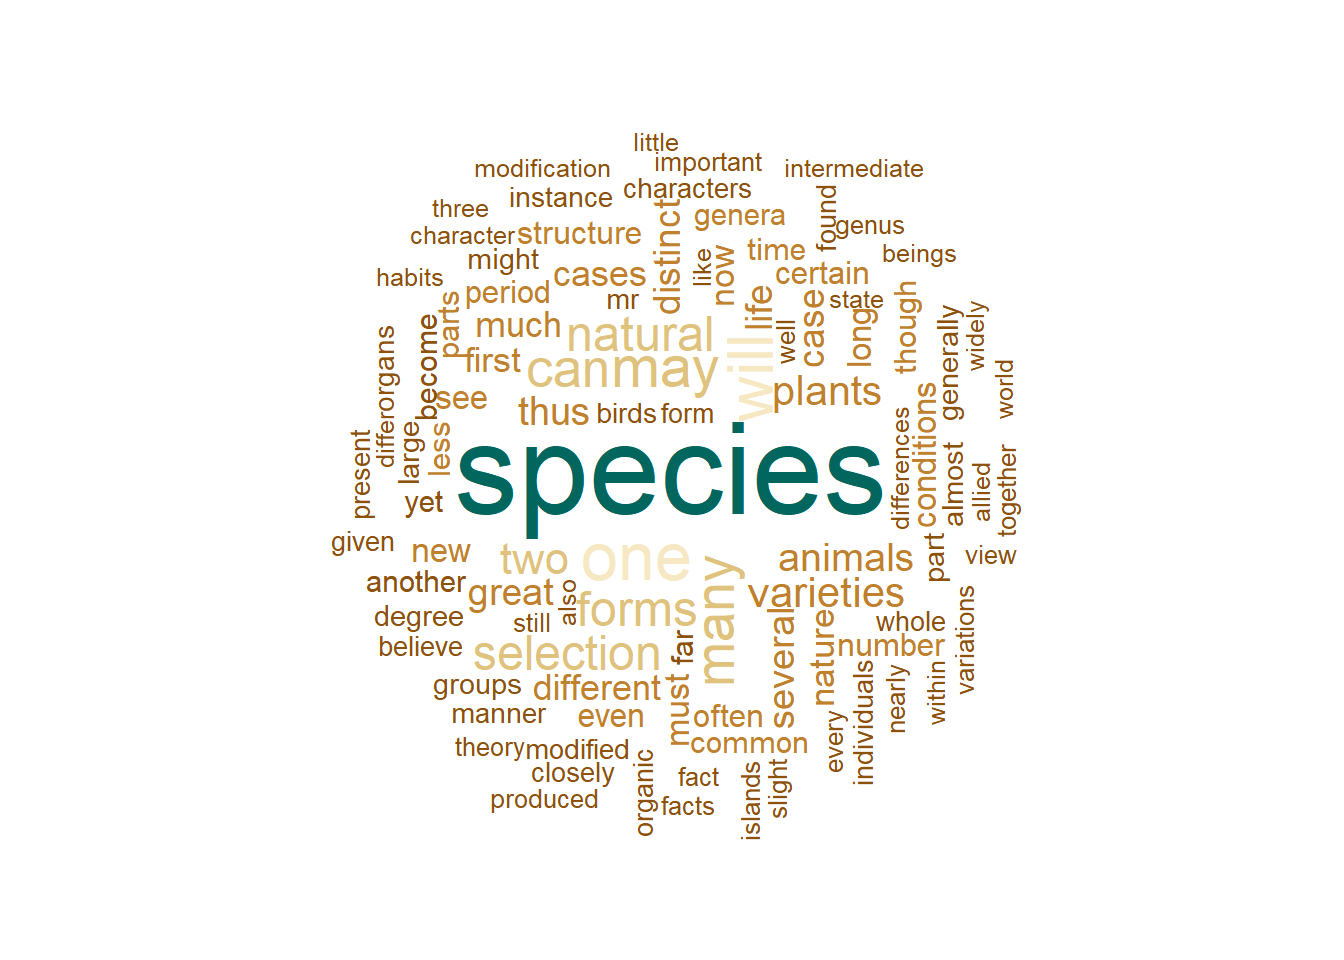 little
modification
important
intermediate
instance
characters
three
character
structure
distinct
genera
found
genus
might
like
now
time
beings
habits
period
cases
mr
certain
parts
much
natural
life
case
state
long
though
generally
widely
organs
differ
become
first
can
may
will
well
plants
world
see
thus
birds
form
present
large
less
species
differences
conditions
almost
allied
together
yet
given
new
two
one
many
animals
part
view
another
great
also
forms
varieties
degree
still
far
several
nature
whole
variations
believe
selection
number
groups
different
must
individuals
nearly
within
manner
even
often
every
theory
modified
common
closely
organic
fact
islands
slight
produced
facts